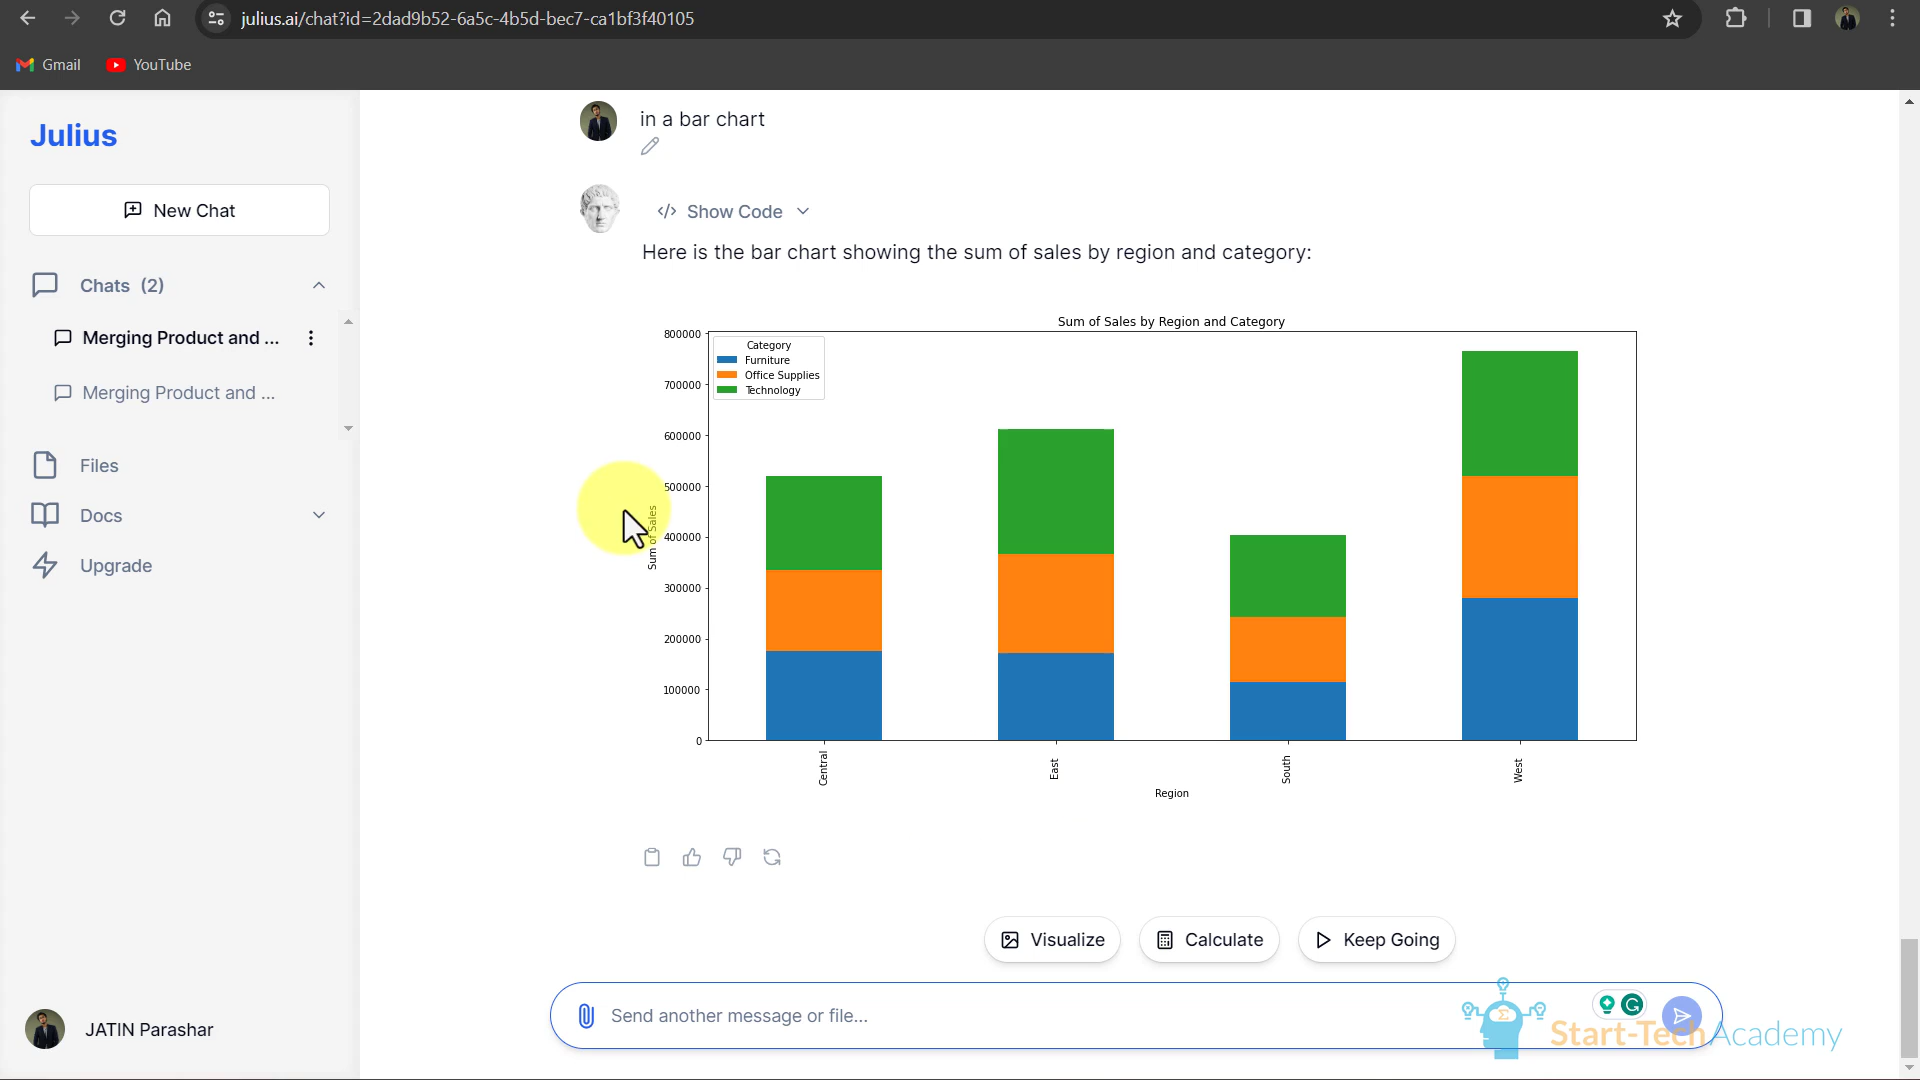 julius.ai/chat?id=2dad9b52-6a5c-4b5d-bec7-ca1bf3f40105
Gmail
YouTube
Julius
New Chat
Chats (2)
Merging Product and ...
Merging Product and ...
Files
Docs
Upgrade
JATIN Parashar
in a bar chart
</> Show Code
Here is the bar chart showing the sum of sales by region and category:
Sum of Sales by Region and Category
Category
Furniture
Office Supplies
Technology
800000
700000
600000
500000
400000
300000
200000
100000
0
Sum of Sales
Central
East
South
West
Region
Visualize
Calculate
Keep Going
Send another message or file...
Start-Tech Academy